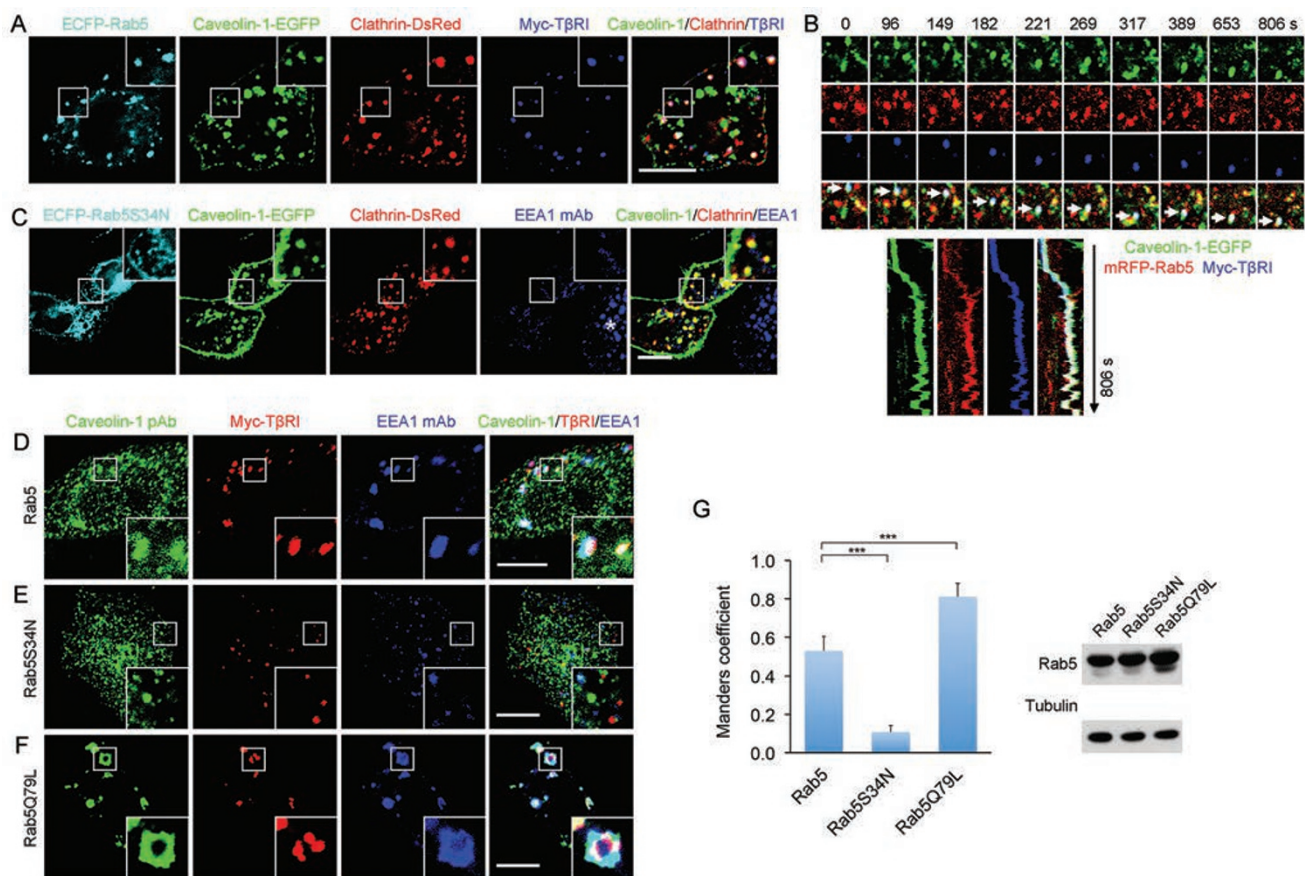 A
ECFP-Rab5 Caveolin-1-EGFP Clathrin-DsRed Myc-TβRI Caveolin-1/Clathrin/TβRI
B
0 96 149 182 221 269 317 389 653 806 s
Caveolin-1-EGFP
mRFP-Rab5 Myc-TβRI
806 s
C
ECFP-Rab5S34N Caveolin-1-EGFP Clathrin-DsRed EEA1 mAb Caveolin-1/Clathrin/EEA1
*
D
Caveolin-1 pAb Myc-TβRI EEA1 mAb Caveolin-1/TβRI/EEA1
Rab5
E
Rab5S34N
F
Rab5Q79L
G
Manders coefficient
1.0
0.8
0.6
0.4
0.2
0.0
***
***
Rab5 Rab5S34N Rab5Q79L
Rab5 Rab5S34N Rab5Q79L
Rab5
Tubulin